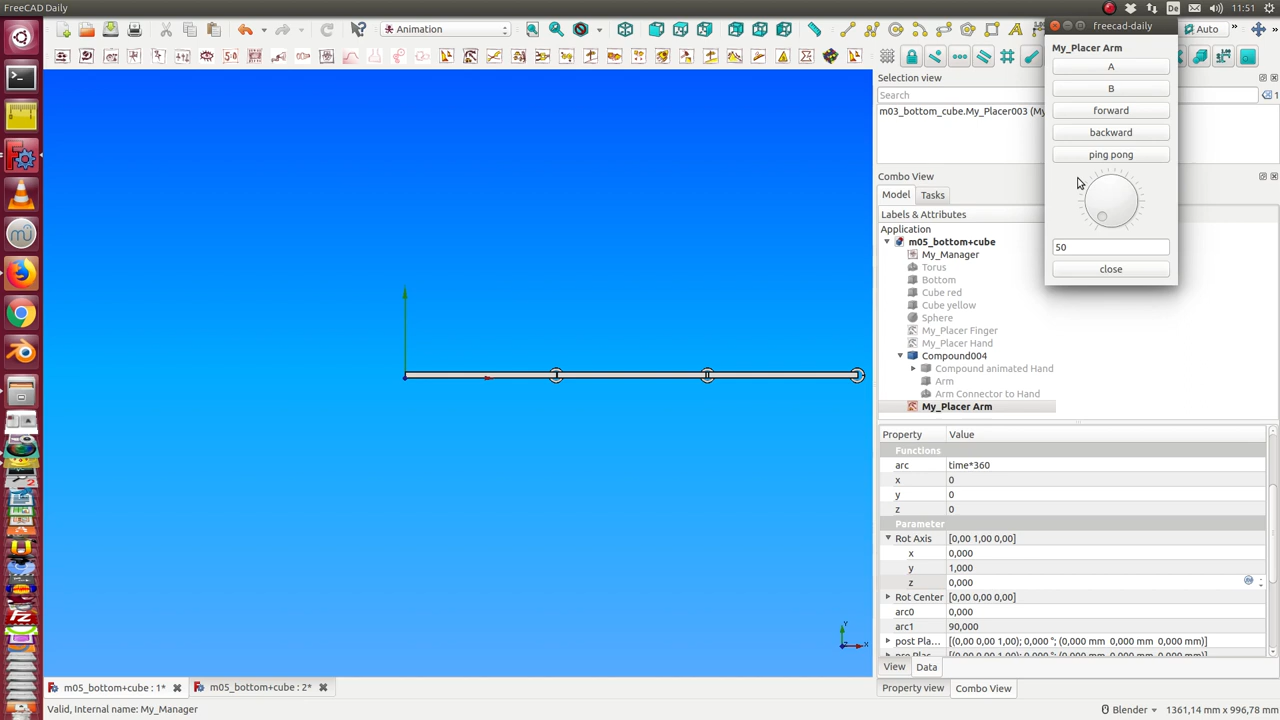 FreeCAD Daily
De
11:51
Animation
Auto
freecad-daily
My_Placer Arm
A
B
forward
backward
ping pong
50
close
Selection view
Search
1
m03_bottom_cube.My_Placer003 (My
Combo View
Model
Tasks
Labels & Attributes
Application
m05_bottom+cube
My_Manager
Torus
Bottom
Cube red
Cube yellow
Sphere
My_Placer Finger
My_Placer Hand
Compound004
Compound animated Hand
Arm
Arm Connector to Hand
My_Placer Arm
Property
Value
Functions
arc
time*360
x
0
y
0
z
0
Parameter
Rot Axis
[0,00 1,00 0,00]
x
0,000
y
1,000
z
0,000
Rot Center
[0,00 0,00 0,00]
arc0
0,000
arc1
90,000
post Pla...
[(0,00 0,00 1,00); 0,000 °; (0,000 mm 0,000 mm 0,000 mm)]
View
Data
Y
X
m05_bottom+cube : 1*
m05_bottom+cube : 2*
Property view
Combo View
Valid, Internal name: My_Manager
Blender
1361,14 mm x 996,78 mm